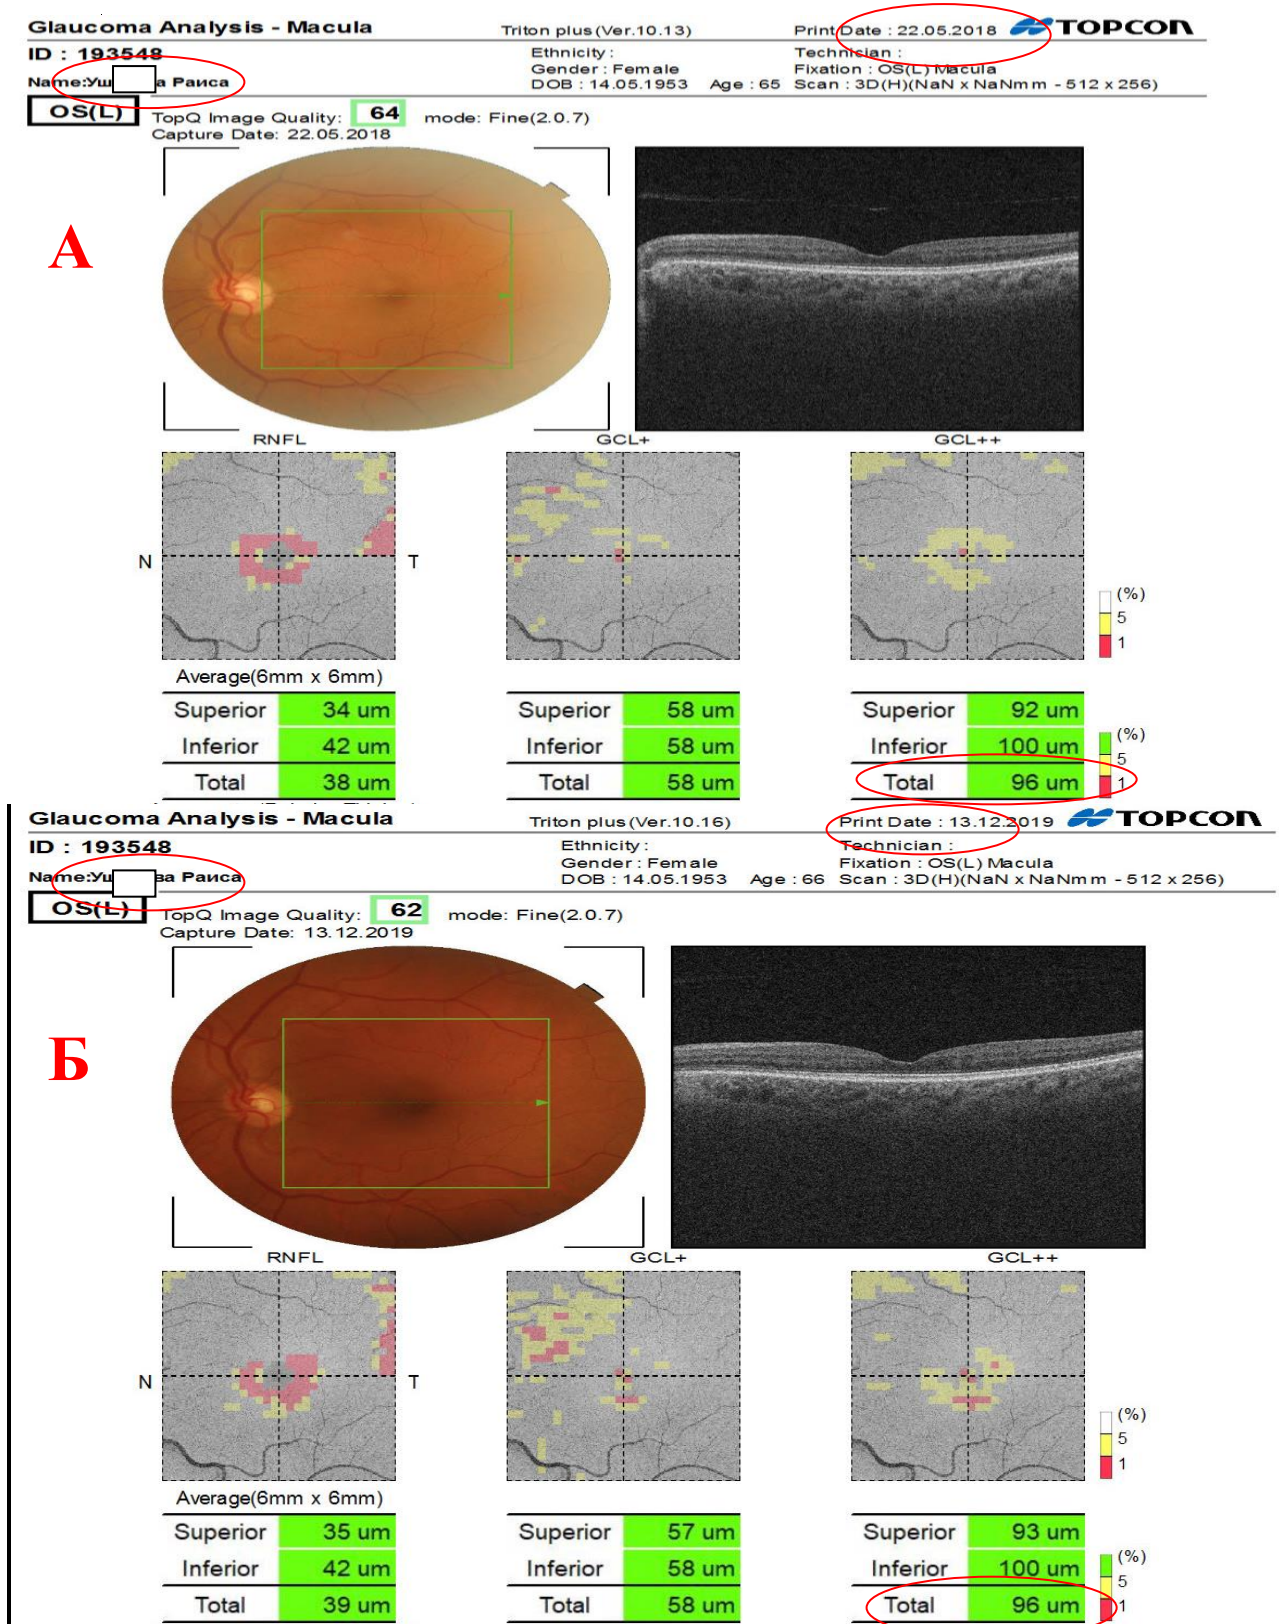 Glaucoma Analysis - Macula Triton plus(Ver.10.13) Print Date : 22.05.2018 TOPCON
ID : 193548 Ethnicity : Technician :
Gender : Female Fixation : OS(L) Macula
Name:Уш а Раиса DOB : 14.05.1953 Age : 65 Scan : 3D(H)(NaN x NaNmm - 512 x 256)
OS(L) TopQ Image Quality: 64 mode: Fine(2.0.7)
Capture Date: 22.05.2018
А
RNFL GCL+ GCL++
N T
(%)
5
1
Average(6mm x 6mm)
Superior 34 um Superior 58 um Superior 92 um
Inferior 42 um Inferior 58 um Inferior 100 um
Total 38 um Total 58 um Total 96 um
(%)
5
1
Glaucoma Analysis - Macula Triton plus(Ver.10.16) Print Date : 13.12.2019 TOPCON
ID : 193548 Ethnicity : Technician :
Gender : Female Fixation : OS(L) Macula
Name:Уш ва Раиса DOB : 14.05.1953 Age : 66 Scan : 3D(H)(NaN x NaNmm - 512 x 256)
OS(L) TopQ Image Quality: 62 mode: Fine(2.0.7)
Capture Date: 13.12.2019
Б
RNFL GCL+ GCL++
N T
(%)
5
1
Average(6mm x 6mm)
Superior 35 um Superior 57 um Superior 93 um
Inferior 42 um Inferior 58 um Inferior 100 um
Total 39 um Total 58 um Total 96 um
(%)
5
1